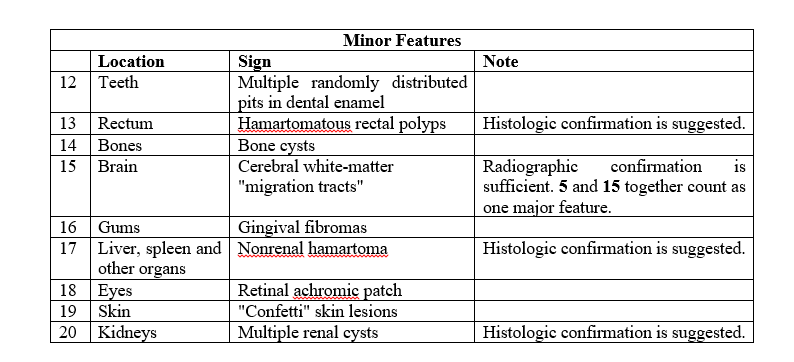 Minor Features
Location Sign Note
12 Teeth Multiple randomly distributed
pits in dental enamel
13 Rectum Hamartomatous rectal polyps Histologic confirmation is suggested.
14 Bones Bone cysts
15 Brain Cerebral white-matter Radiographic confirmation is
"migration tracts" sufficient. 5 and 15 together count as
one major feature.
16 Gums Gingival fibromas
17 Liver, spleen and Nonrenal hamartoma Histologic confirmation is suggested.
other organs
18 Eyes Retinal achromic patch
19 Skin "Confetti" skin lesions
20 Kidneys Multiple renal cysts Histologic confirmation is suggested.